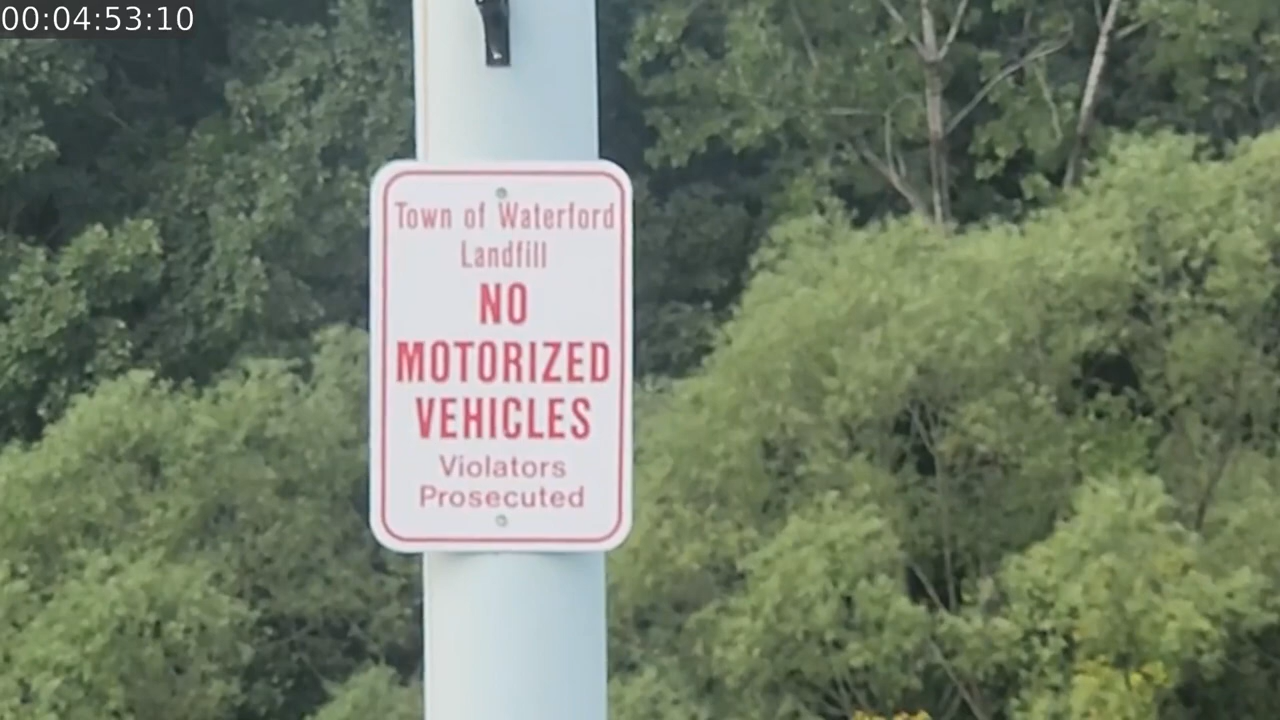 00:04:53:10
Town of Waterford
Landfill
NO
MOTORIZED
VEHICLES
Violators
Prosecuted